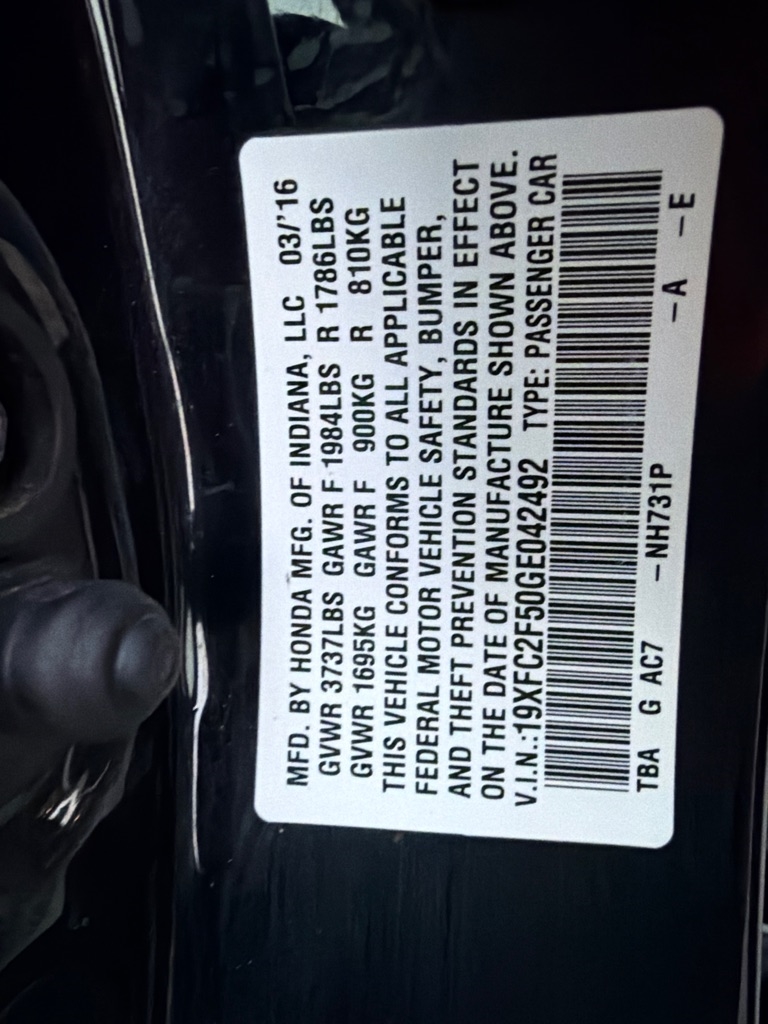 MFD. BY HONDA MFG. OF INDIANA, LLC 03/'16
GVWR 3737LBS GAWR F 1984LBS R 1786LBS
GVWR 1695KG GAWR F 900KG R 810KG
THIS VEHICLE CONFORMS TO ALL APPLICABLE
FEDERAL MOTOR VEHICLE SAFETY, BUMPER,
AND THEFT PREVENTION STANDARDS IN EFFECT
ON THE DATE OF MANUFACTURE SHOWN ABOVE.
V.I.N.:19XFC2F50GE042492 TYPE: PASSENGER CAR
TBA G AC7 -NH731P -A -E